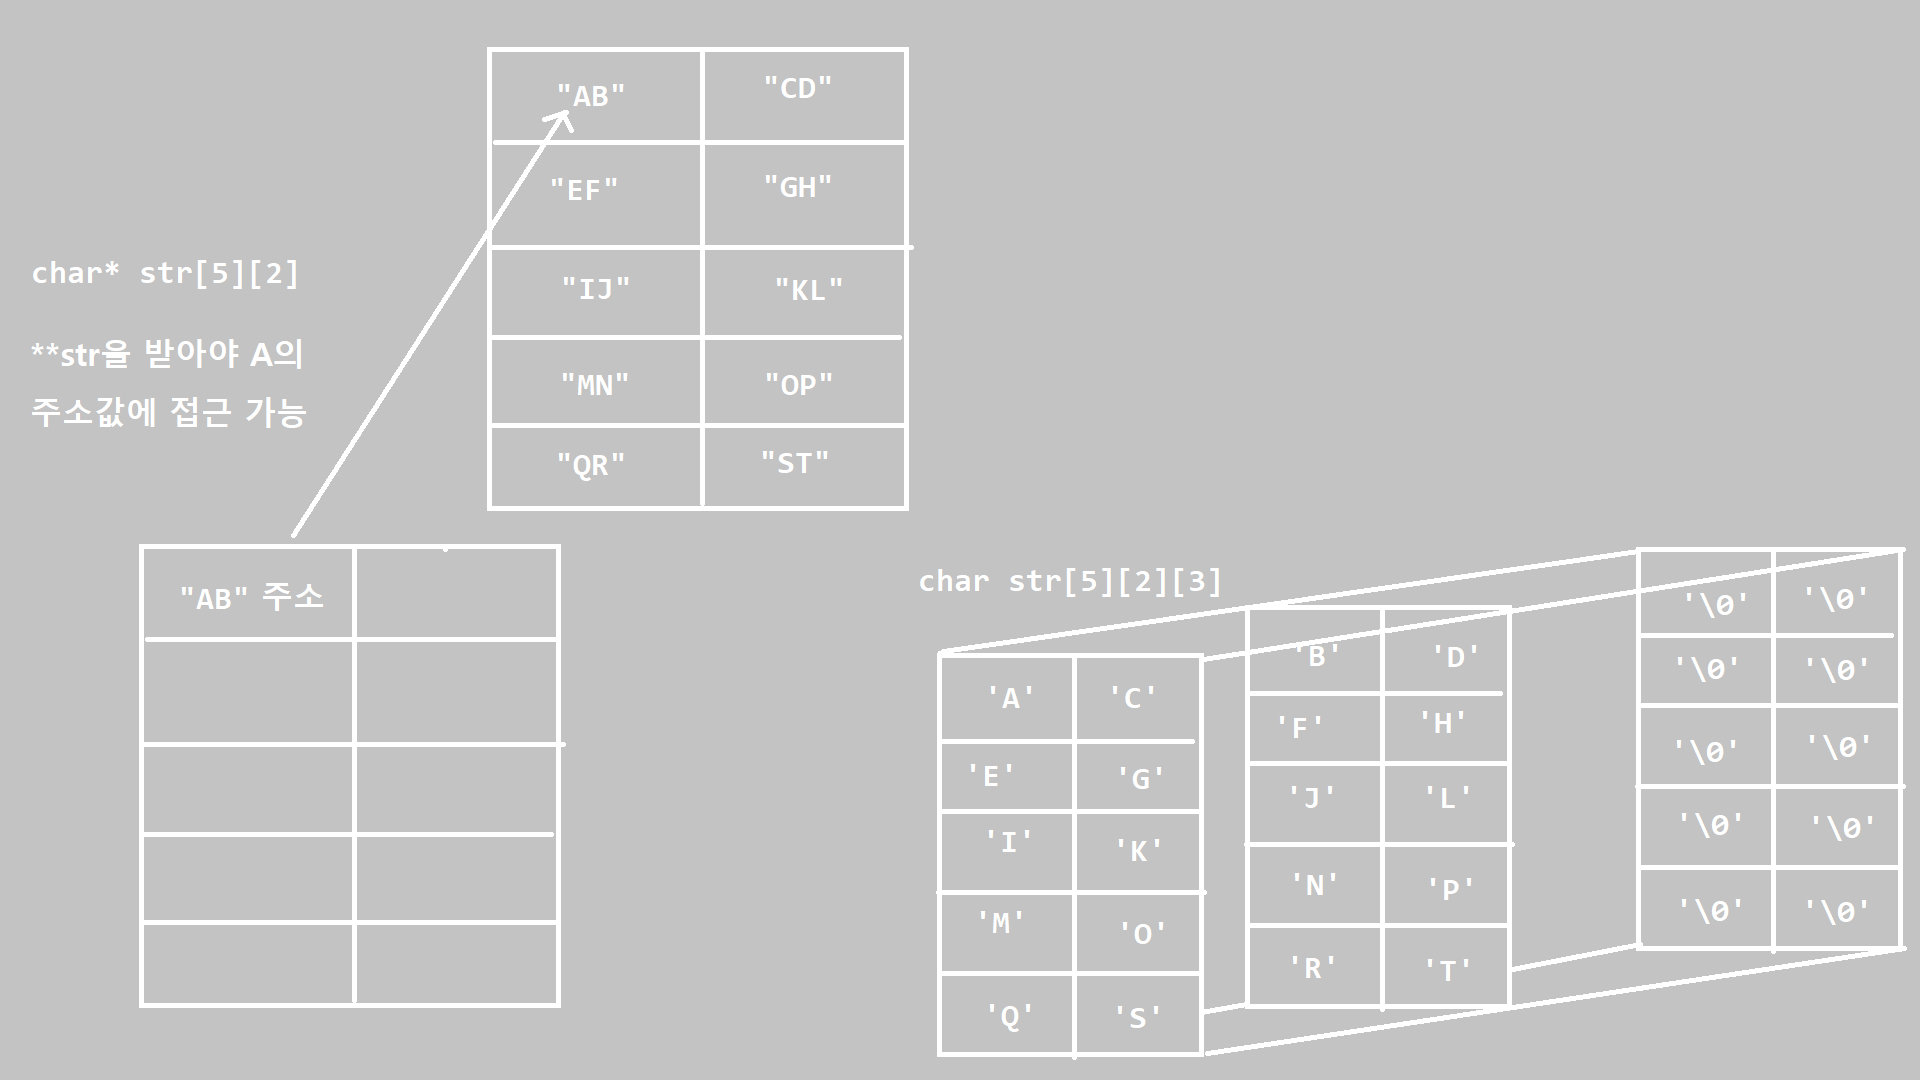 "AB" "CD"
"EF" "GH"
"IJ" "KL"
"MN" "OP"
"QR" "ST"
char* str[5][2]
**str을 받아야 A의
주소값에 접근 가능
"AB" 주소
char str[5][2][3]
'A' 'C'
'E' 'G'
'I' 'K'
'M' 'O'
'Q' 'S'
'B' 'D'
'F' 'H'
'J' 'L'
'N' 'P'
'R' 'T'
'\0' '\0'
'\0' '\0'
'\0' '\0'
'\0' '\0'
'\0' '\0'